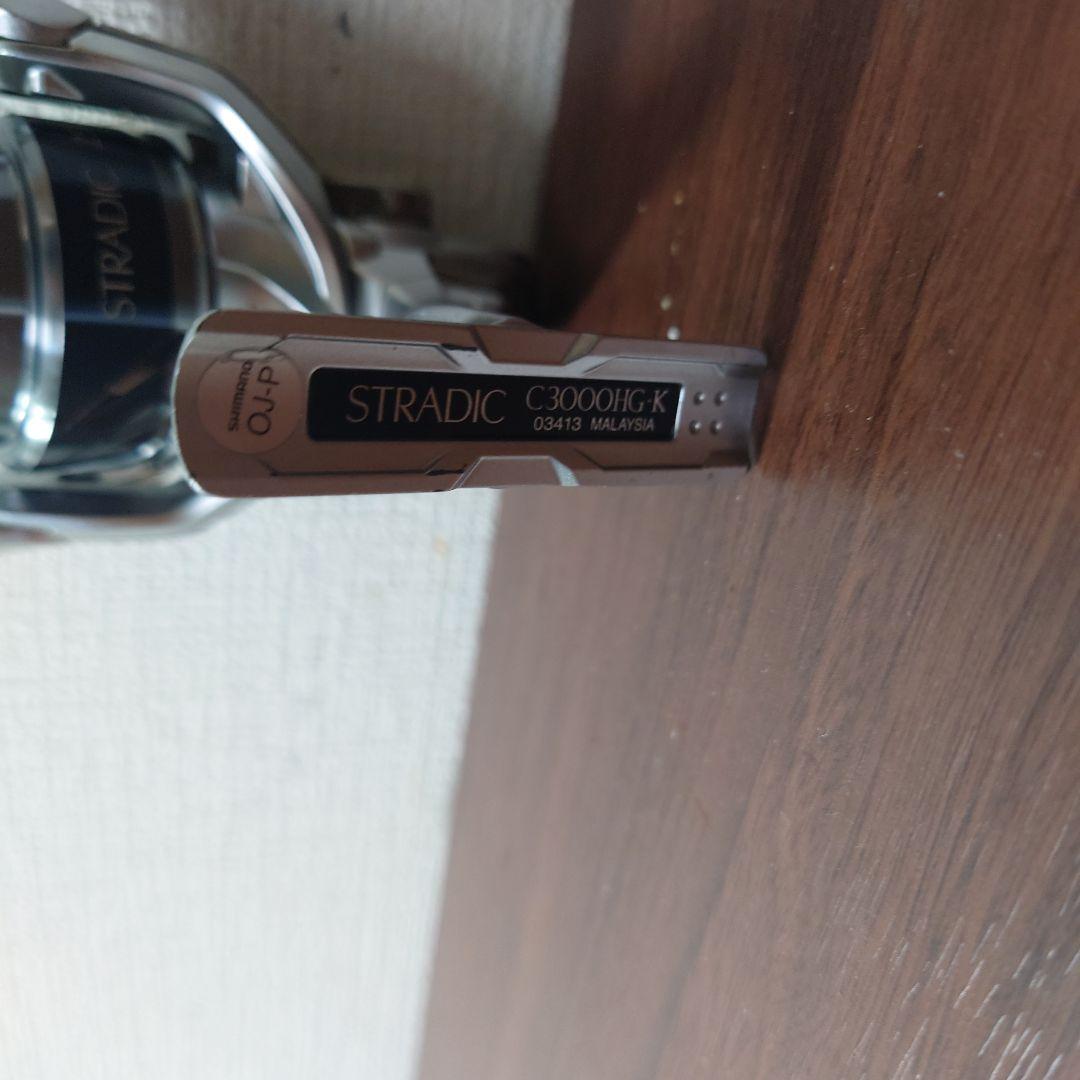 STRADIC
SHIMANO
OJ-P
STRADIC C3000HG-K
03413 MALAYSIA